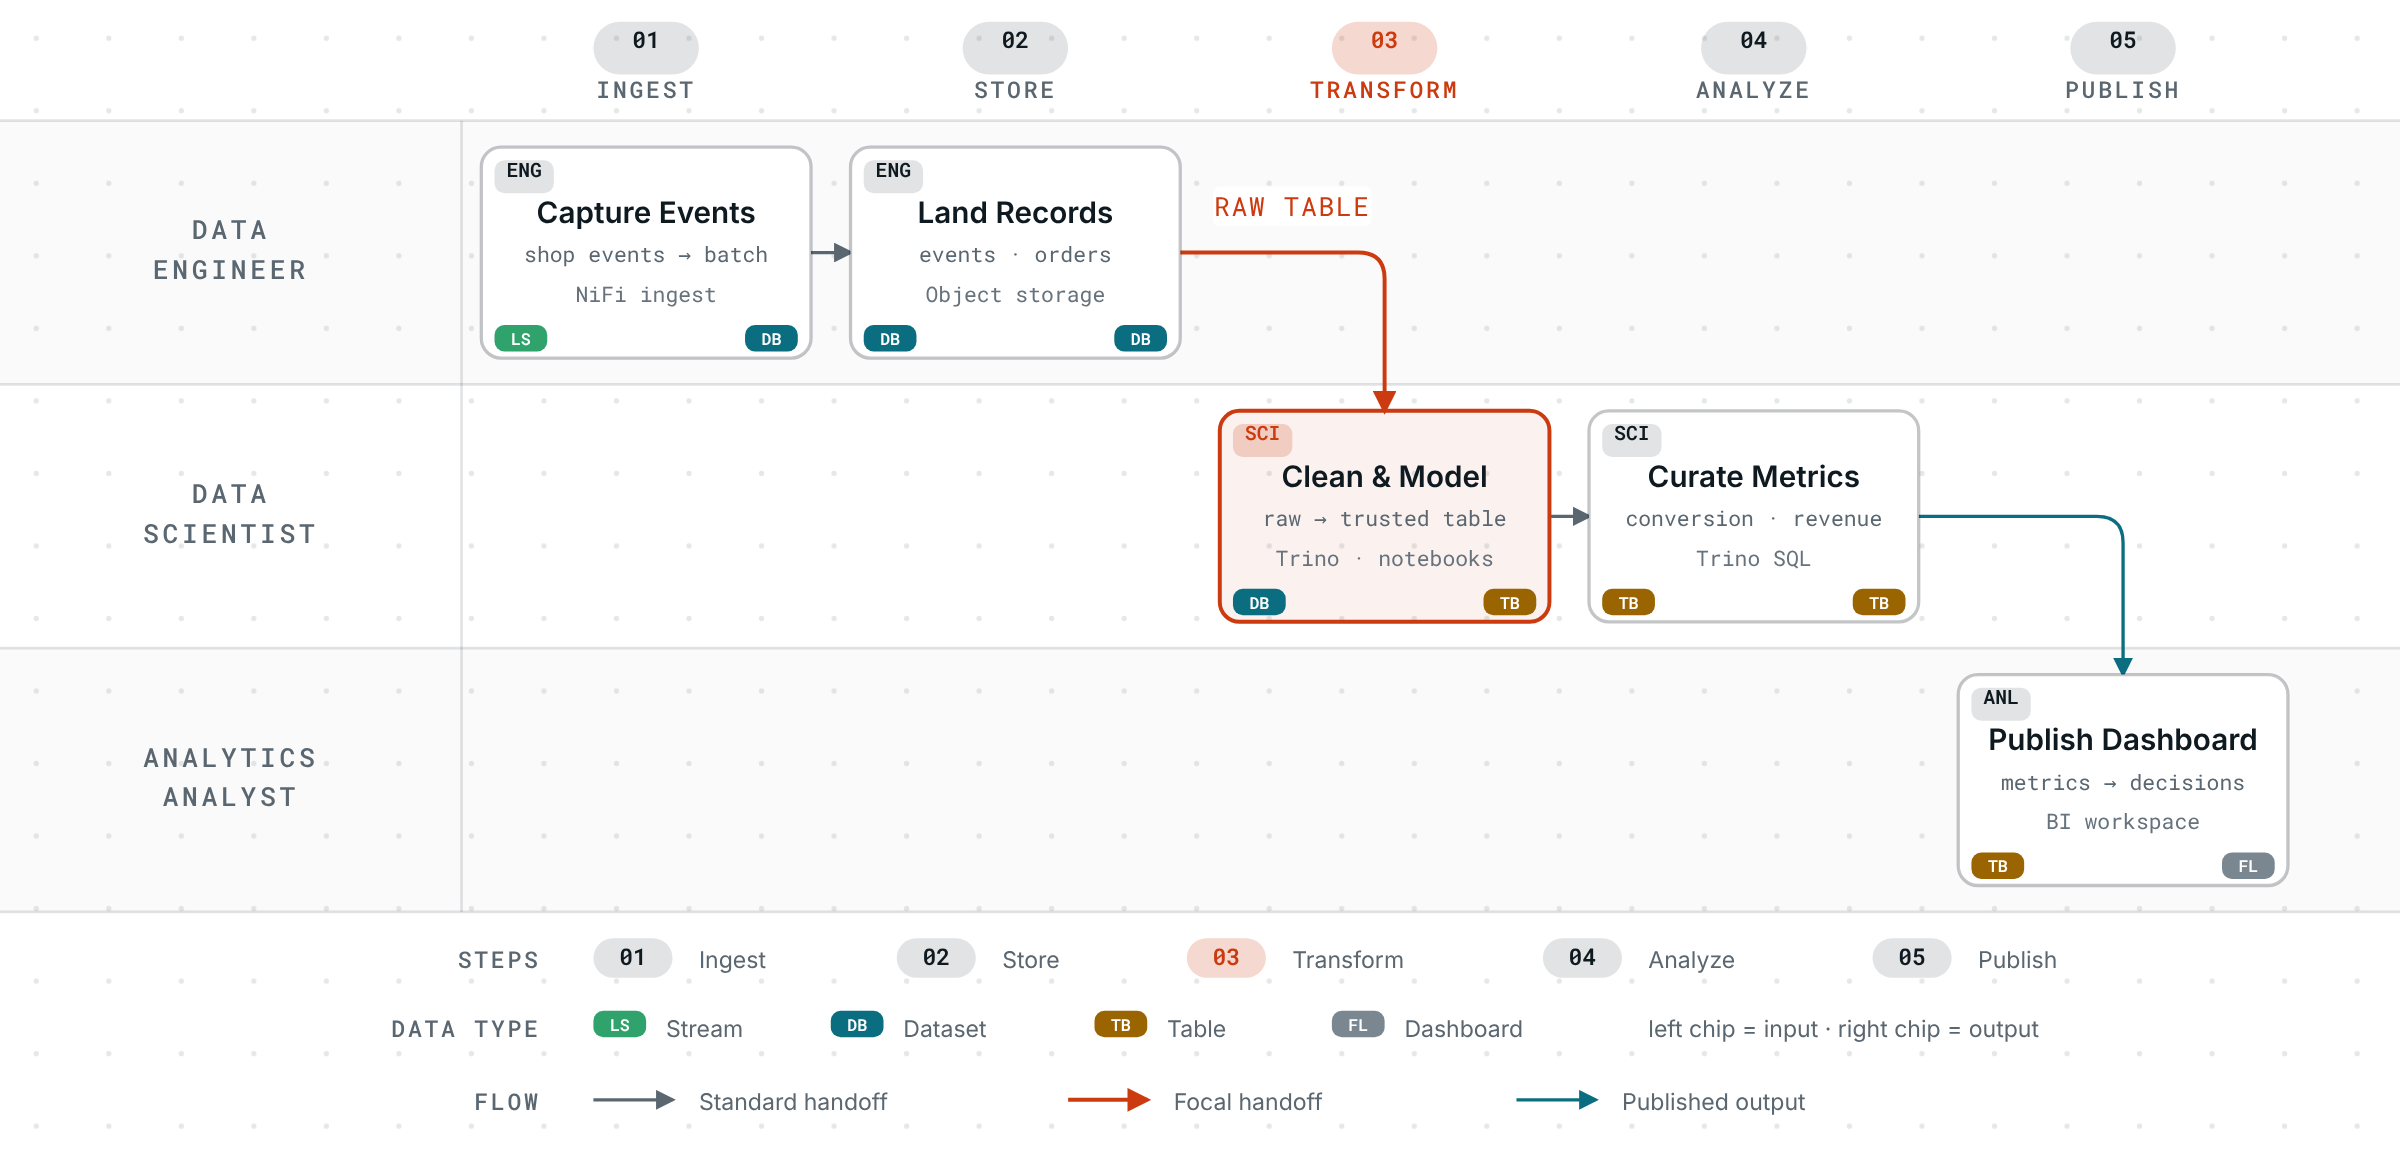 01
INGEST
02
STORE
03
TRANSFORM
04
ANALYZE
05
PUBLISH
DATA
ENGINEER
ENG
Capture Events
shop events → batch
NiFi ingest
LS
DB
ENG
Land Records
events · orders
Object storage
DB
DB
RAW TABLE
DATA
SCIENTIST
SCI
Clean & Model
raw → trusted table
Trino · notebooks
DB
TB
SCI
Curate Metrics
conversion · revenue
Trino SQL
TB
TB
ANALYTICS
ANALYST
ANL
Publish Dashboard
metrics → decisions
BI workspace
TB
FL
STEPS 01 Ingest 02 Store 03 Transform 04 Analyze 05 Publish
DATA TYPE LS Stream DB Dataset TB Table FL Dashboard left chip = input · right chip = output
FLOW Standard handoff Focal handoff Published output